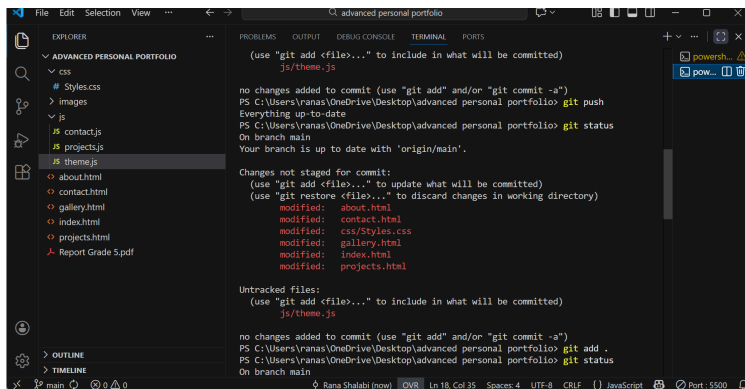 File Edit Selection View ··· ← → advanced personal portfolio
EXPLORER ···
ADVANCED PERSONAL PORTFOLIO
css
# Styles.css
images
js
JS contact.js
JS projects.js
JS theme.js
<> about.html
<> contact.html
<> gallery.html
<> index.html
<> projects.html
Report Grade 5.pdf
OUTLINE
TIMELINE
PROBLEMS OUTPUT DEBUG CONSOLE TERMINAL PORTS
(use "git add <file>..." to include in what will be committed)
js/theme.js
no changes added to commit (use "git add" and/or "git commit -a")
PS C:\Users\ranas\OneDrive\Desktop\advanced personal portfolio> git push
Everything up-to-date
PS C:\Users\ranas\OneDrive\Desktop\advanced personal portfolio> git status
On branch main
Your branch is up to date with 'origin/main'.
Changes not staged for commit:
(use "git add <file>..." to update what will be committed)
(use "git restore <file>..." to discard changes in working directory)
modified: about.html
modified: contact.html
modified: css/Styles.css
modified: gallery.html
modified: index.html
modified: projects.html
Untracked files:
(use "git add <file>..." to include in what will be committed)
js/theme.js
no changes added to commit (use "git add" and/or "git commit -a")
PS C:\Users\ranas\OneDrive\Desktop\advanced personal portfolio> git add .
PS C:\Users\ranas\OneDrive\Desktop\advanced personal portfolio> git status
On branch main
powersh...
pow...
main 0 0 Rana Shalabi (now) OVR Ln 18, Col 35 Spaces: 4 UTF-8 CRLF {} JavaScript Port : 5500